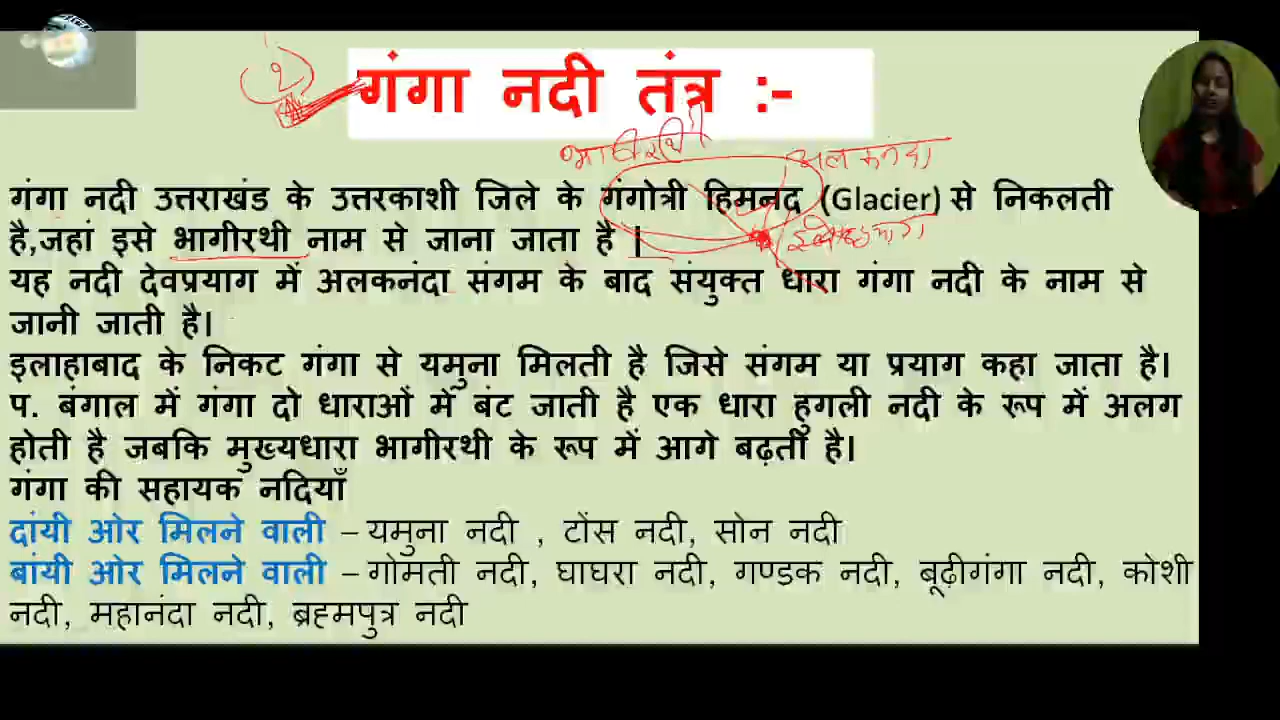 गंगा नदी तंत्र :-
भागीरथी
अलकनंदा
गंगा नदी उत्तराखंड के उत्तरकाशी जिले के गंगोत्री हिमनद (Glacier) से निकलती
है,जहां इसे भागीरथी नाम से जाना जाता है ।
यह नदी देवप्रयाग में अलकनंदा संगम के बाद संयुक्त धारा गंगा नदी के नाम से
जानी जाती है।
इलाहाबाद के निकट गंगा से यमुना मिलती है जिसे संगम या प्रयाग कहा जाता है।
प. बंगाल में गंगा दो धाराओं में बंट जाती है एक धारा हुगली नदी के रूप में अलग
होती है जबकि मुख्यधारा भागीरथी के रूप में आगे बढ़ती है।
गंगा की सहायक नदियाँ
दांयी ओर मिलने वाली – यमुना नदी , टोंस नदी, सोन नदी
बांयी ओर मिलने वाली – गोमती नदी, घाघरा नदी, गण्डक नदी, बूढ़ीगंगा नदी, कोशी
नदी, महानंदा नदी, ब्रह्मपुत्र नदी